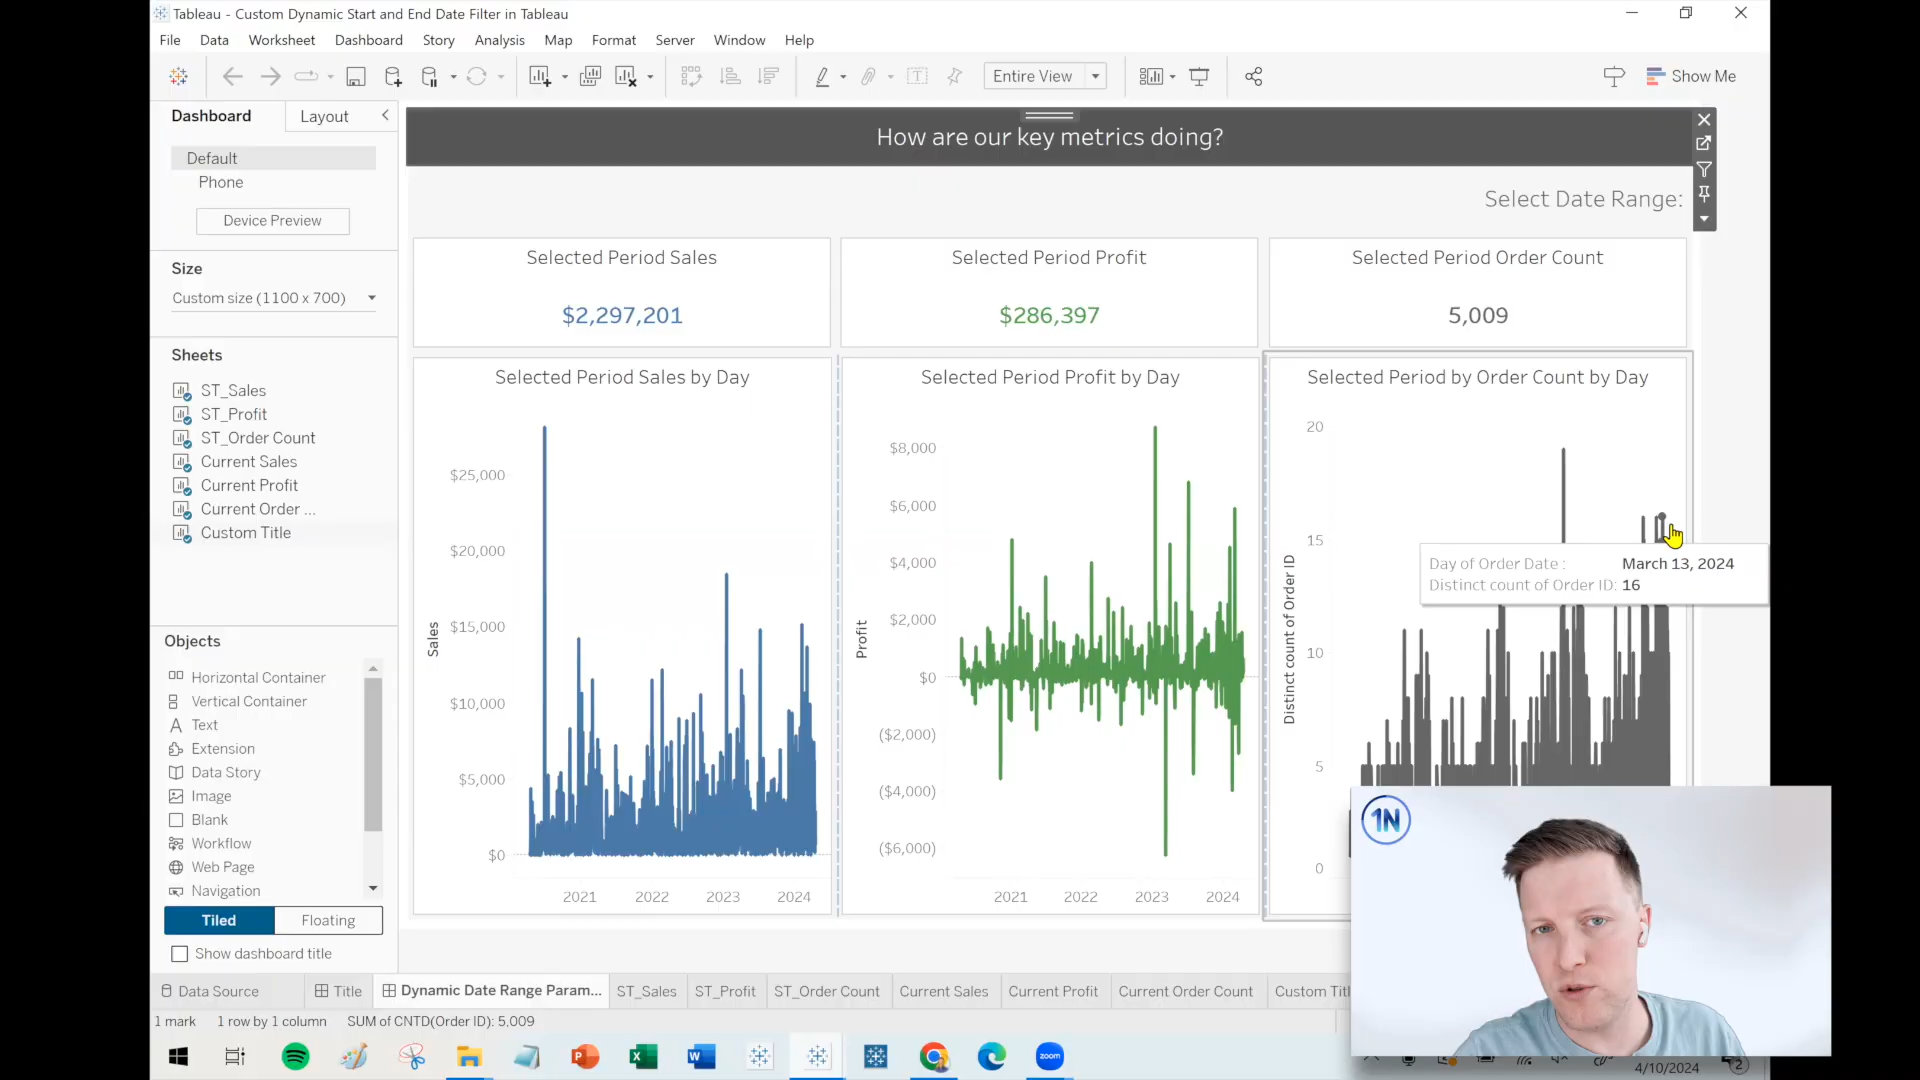 Tableau - Custom Dynamic Start and End Date Filter in Tableau
File Data Worksheet Dashboard Story Analysis Map Format Server Window Help
Entire View
Show Me
Dashboard Layout
Default
Phone
Device Preview
Size
Custom size (1100 x 700)
Sheets
ST_Sales
ST_Profit
ST_Order Count
Current Sales
Current Profit
Current Order ...
Custom Title
Objects
Horizontal Container
Vertical Container
Text
Extension
Data Story
Image
Blank
Workflow
Web Page
Navigation
Tiled Floating
Show dashboard title
How are our key metrics doing?
Select Date Range:
Selected Period Sales
$2,297,201
Selected Period Profit
$286,397
Selected Period Order Count
5,009
Selected Period Sales by Day
Sales
$25,000
$20,000
$15,000
$10,000
$5,000
$0
2021 2022 2023 2024
Selected Period Profit by Day
Profit
$8,000
$6,000
$4,000
$2,000
$0
($2,000)
($4,000)
($6,000)
2021 2022 2023 2024
Selected Period by Order Count by Day
Distinct count of Order ID
20
15
10
5
0
Day of Order Date : March 13, 2024
Distinct count of Order ID: 16
1N
Data Source Title Dynamic Date Range Param... ST_Sales ST_Profit ST_Order Count Current Sales Current Profit Current Order Count Custom Titl
1 mark 1 row by 1 column SUM of CNTD(Order ID): 5,009
zoom
4/10/2024
2